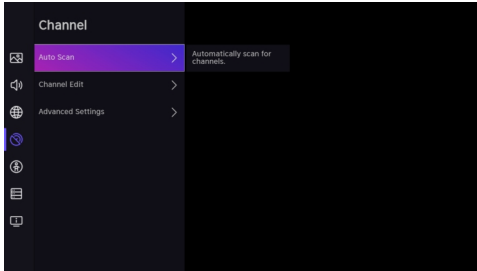 Channel
Auto Scan
Automatically scan for
channels.
Channel Edit
Advanced Settings